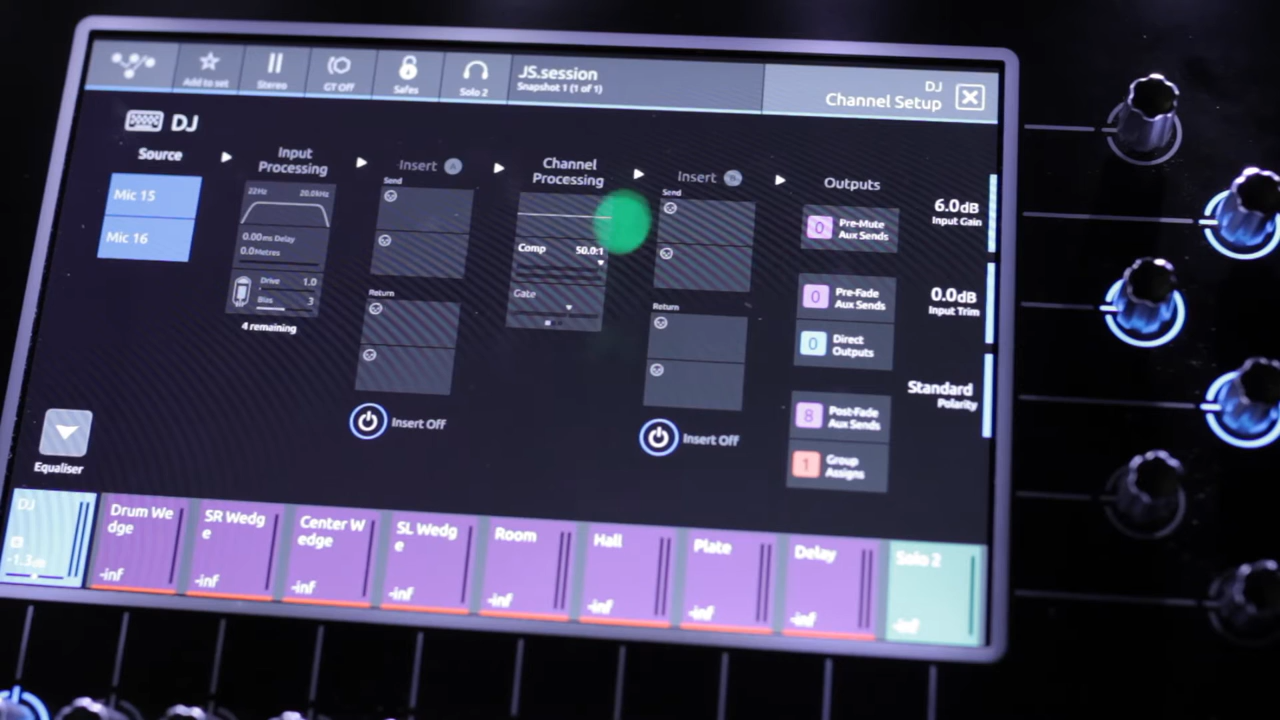 Add to set
Stereo
GT Off
Safes
Solo 2
JS.session
Snapshot 1 (1 of 1)
DJ
Channel Setup
DJ
Source
Input
Processing
Insert A
Channel
Processing
Insert
Outputs
Mic 15
Mic 16
22Hz 20.0kHz
0.00ms Delay
0.0Metres
Drive 1.0
Bias 3
4 remaining
Send
Return
Insert Off
Comp 50.0:1
Gate
Send
Return
Insert Off
0 Pre-Mute
Aux Sends
0 Pre-Fade
Aux Sends
0 Direct
Outputs
8 Post-Fade
Aux Sends
1 Group
Assigns
6.0dB
Input Gain
0.0dB
Input Trim
Standard
Polarity
Equaliser
DJ
Drum We
dge
-inf
SR Wedg
e
-inf
Center W
edge
-inf
SL Wedg
e
-inf
Room
-inf
Hall
-inf
Plate
-inf
Delay
-inf
Solo 2
-inf